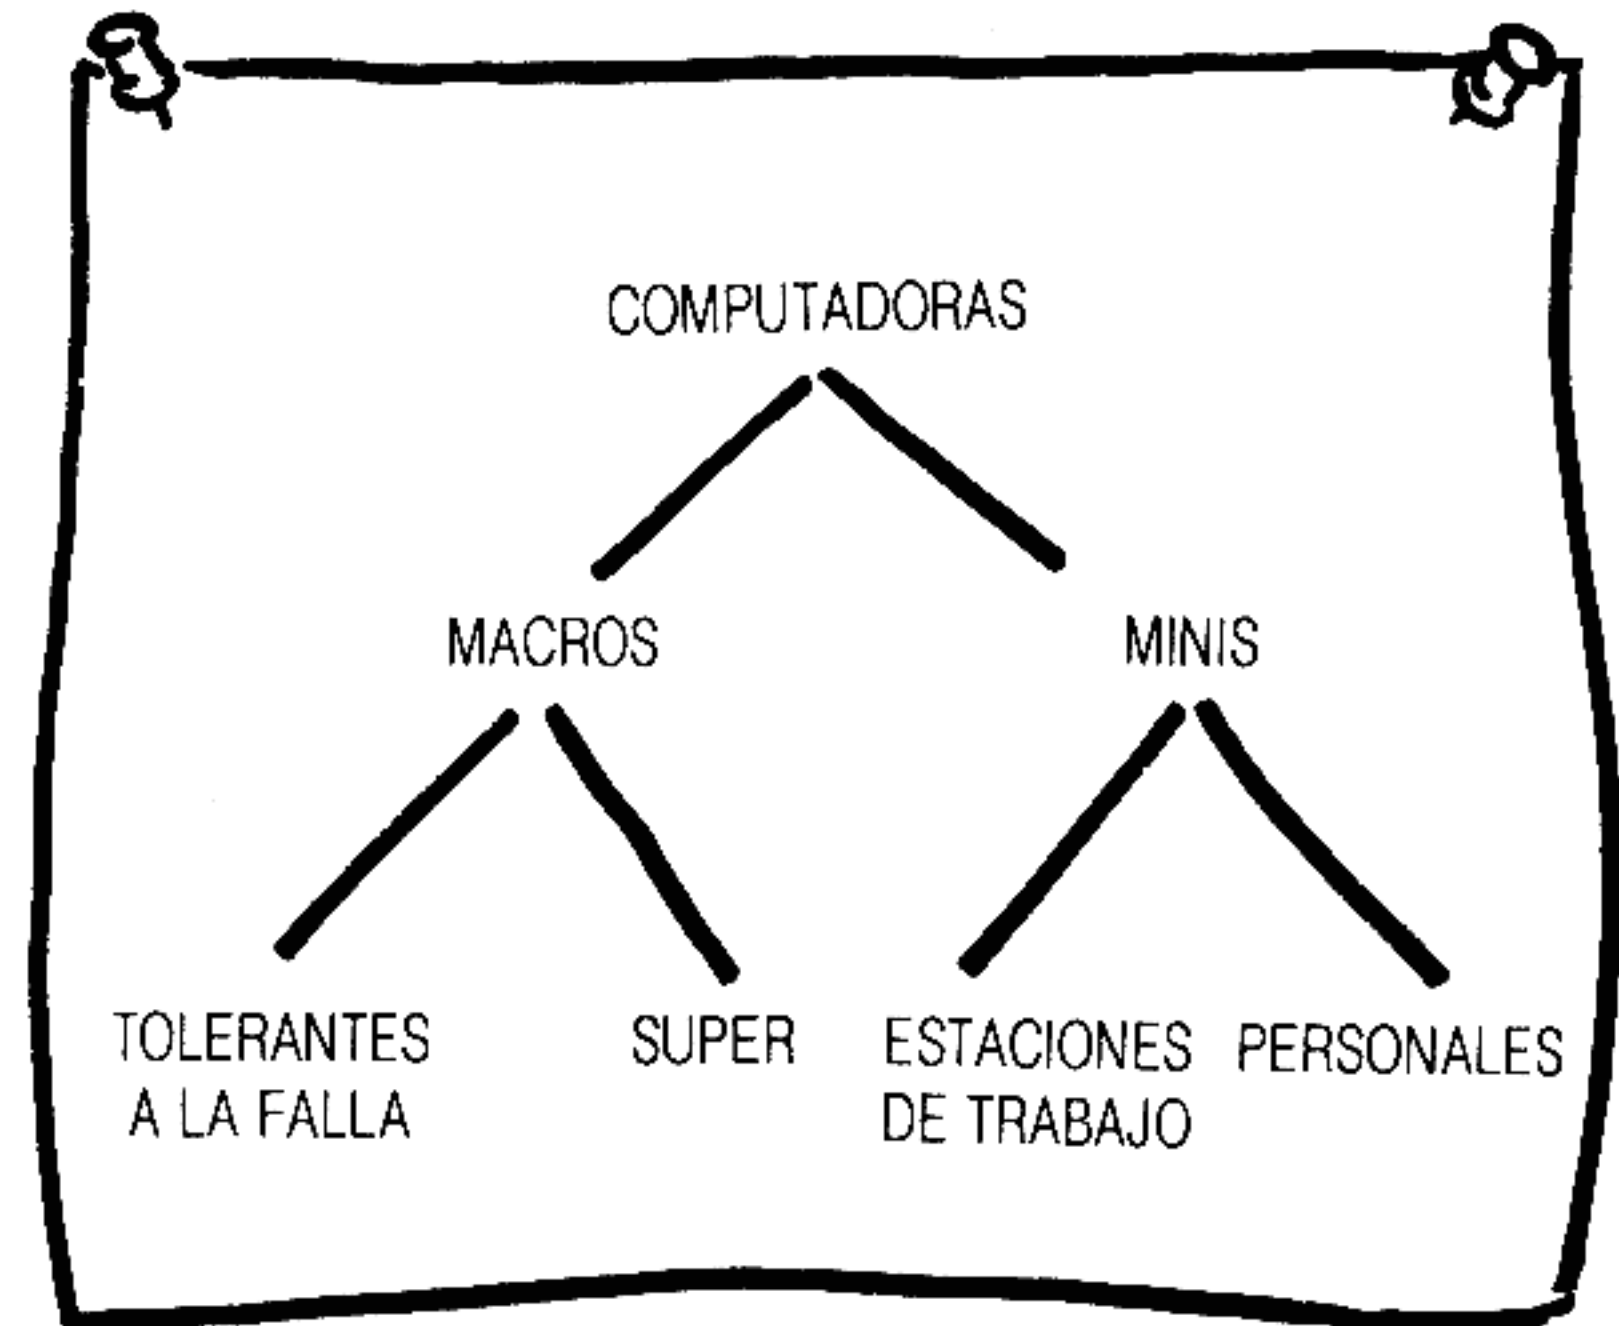 COMPUTADORAS
MACROS
MINIS
TOLERANTES
A LA FALLA
SUPER
ESTACIONES
DE TRABAJO
PERSONALES